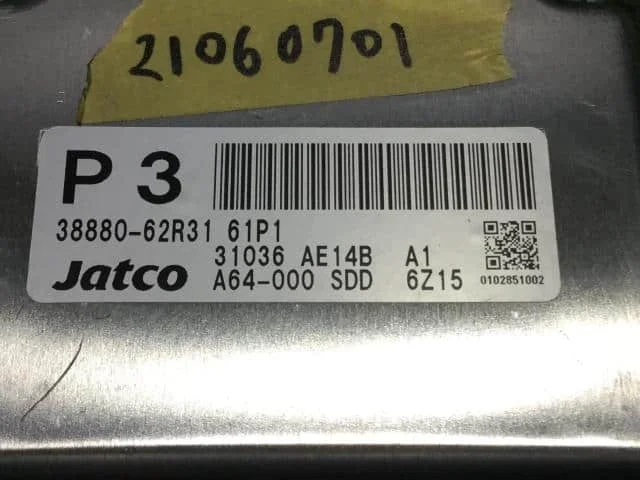 21060701
P 3
38880-62R31 61P1
31036 AE14B A1
Jatco A64-000 SDD 6Z15
0102851002